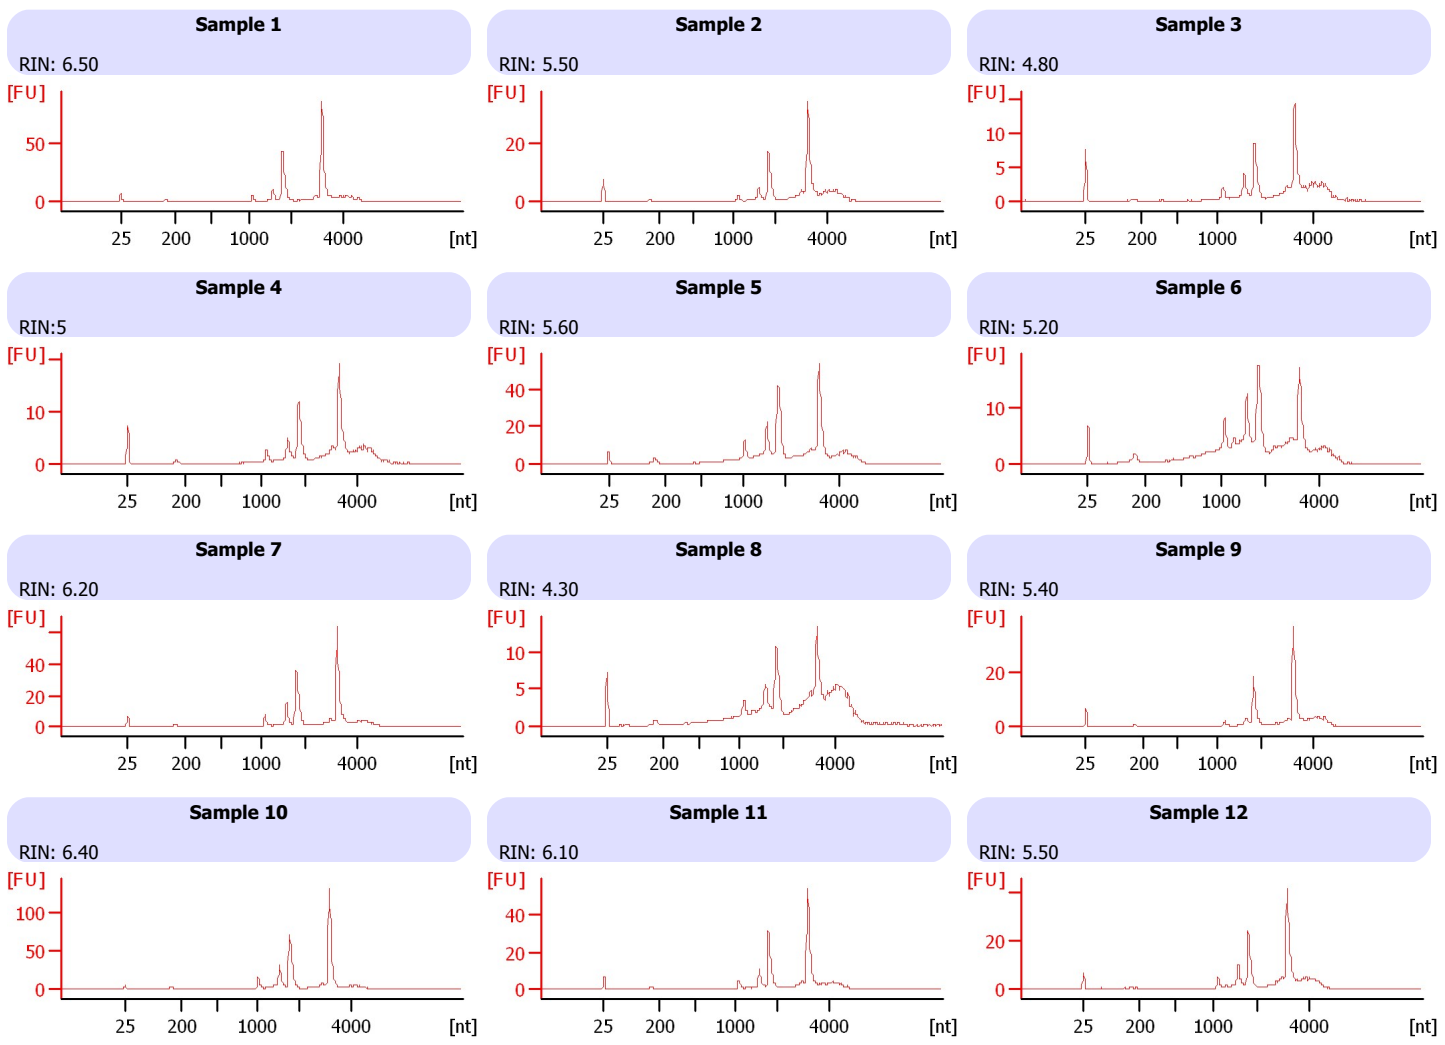 Sample 1
RIN: 6.50
[FU]
50
0
25 200 1000 4000 [nt]
Sample 2
RIN: 5.50
[FU]
20
0
25 200 1000 4000 [nt]
Sample 3
RIN: 4.80
[FU]
10
5
0
25 200 1000 4000 [nt]
Sample 4
RIN:5
[FU]
10
0
25 200 1000 4000 [nt]
Sample 5
RIN: 5.60
[FU]
40
20
0
25 200 1000 4000 [nt]
Sample 6
RIN: 5.20
[FU]
10
0
25 200 1000 4000 [nt]
Sample 7
RIN: 6.20
[FU]
40
20
0
25 200 1000 4000 [nt]
Sample 8
RIN: 4.30
[FU]
10
5
0
25 200 1000 4000 [nt]
Sample 9
RIN: 5.40
[FU]
20
0
25 200 1000 4000 [nt]
Sample 10
RIN: 6.40
[FU]
100
50
0
25 200 1000 4000 [nt]
Sample 11
RIN: 6.10
[FU]
40
20
0
25 200 1000 4000 [nt]
Sample 12
RIN: 5.50
[FU]
20
0
25 200 1000 4000 [nt]